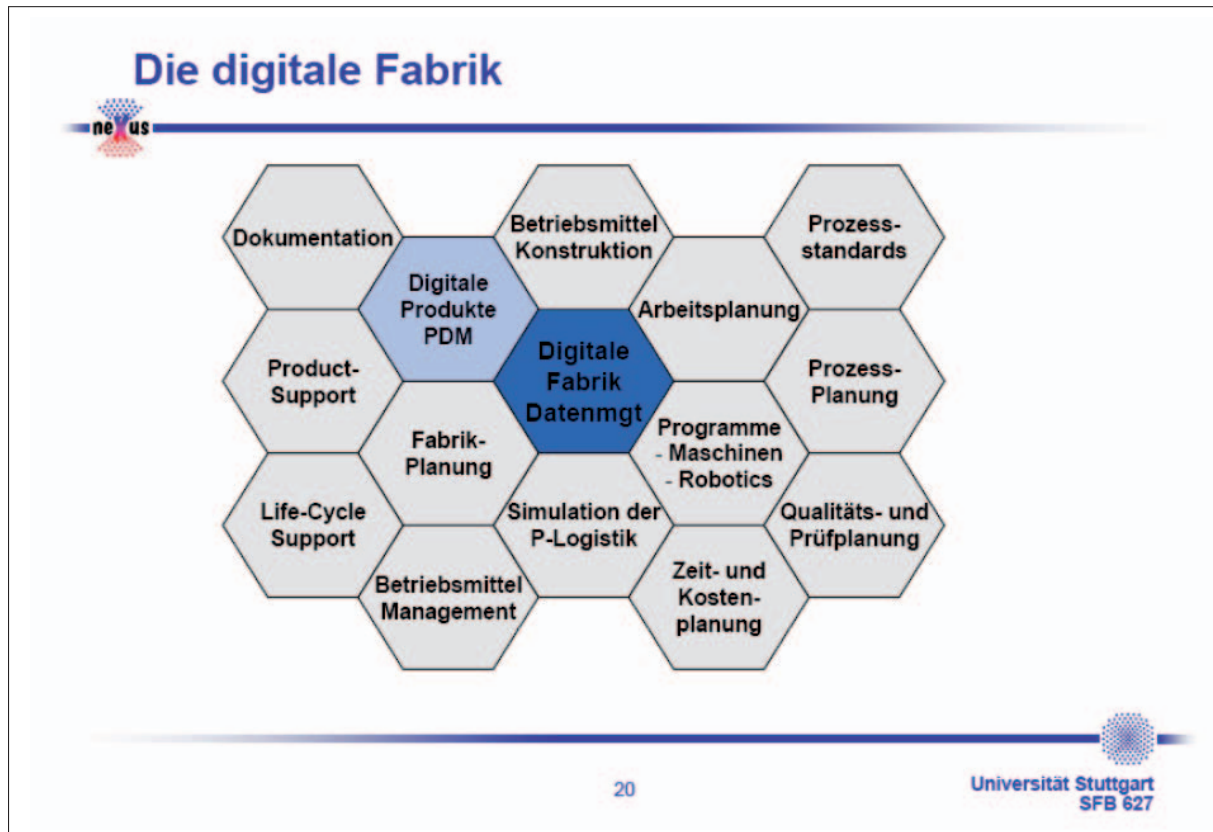 Die digitale Fabrik
nexus
Dokumentation
Betriebsmittel
Konstruktion
Prozess-
standards
Digitale
Produkte
PDM
Arbeitsplanung
Product-
Support
Digitale
Fabrik
Datenmgt
Prozess-
Planung
Fabrik-
Planung
Programme
- Maschinen
- Robotics
Life-Cycle
Support
Simulation der
P-Logistik
Qualitäts- und
Prüfplanung
Betriebsmittel
Management
Zeit- und
Kosten-
planung
20
Universität Stuttgart
SFB 627